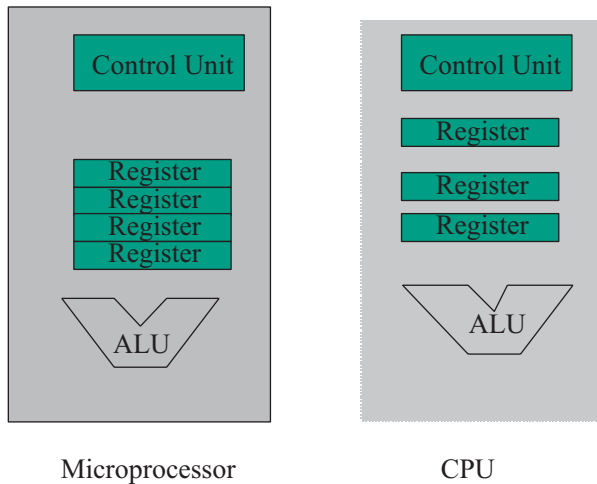 Control Unit
Register
Register
Register
Register
ALU
Microprocessor
Control Unit
Register
Register
Register
ALU
CPU